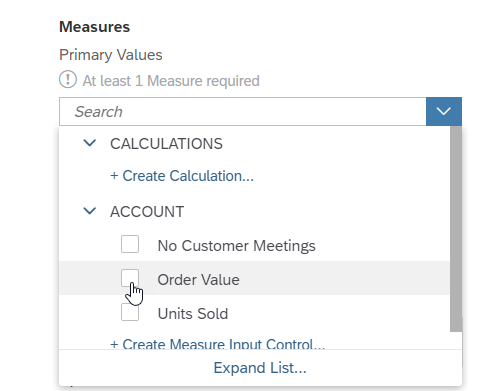 Measures
Primary Values
At least 1 Measure required
Search
CALCULATIONS
+ Create Calculation...
ACCOUNT
No Customer Meetings
Order Value
Units Sold
+ Create Measure Input Control...
Expand List...